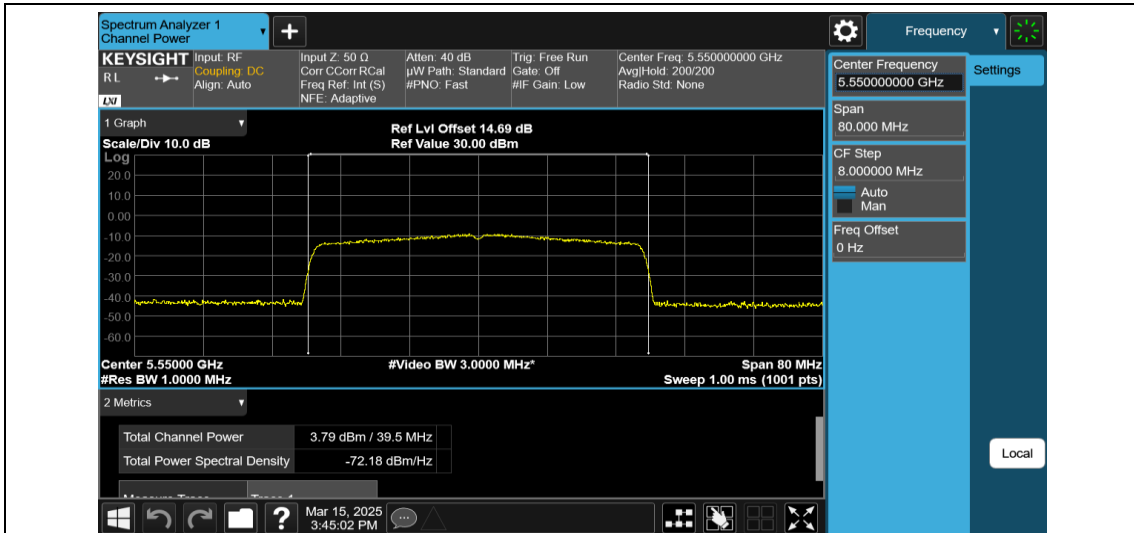 Spectrum Analyzer 1
Channel Power
Frequency
KEYSIGHT
R L
LXI
Input: RF
Coupling: DC
Align: Auto
Input Z: 50 Ω
Corr CCorr RCal
Freq Ref: Int (S)
NFE: Adaptive
Atten: 40 dB
µW Path: Standard
#PNO: Fast
Trig: Free Run
Gate: Off
#IF Gain: Low
Center Freq: 5.550000000 GHz
Avg|Hold: 200/200
Radio Std: None
1 Graph
Scale/Div 10.0 dB
Ref Lvl Offset 14.69 dB
Ref Value 30.00 dBm
Log
20.0
10.0
0.00
-10.0
-20.0
-30.0
-40.0
-50.0
-60.0
Center 5.55000 GHz
#Video BW 3.0000 MHz*
Span 80 MHz
#Res BW 1.0000 MHz
Sweep 1.00 ms (1001 pts)
2 Metrics
Total Channel Power 3.79 dBm / 39.5 MHz
Total Power Spectral Density -72.18 dBm/Hz
Measure Trace Trace 1
Mar 15, 2025
3:45:02 PM
Center Frequency
5.550000000 GHz
Span
80.000 MHz
CF Step
8.000000 MHz
Auto
Man
Freq Offset
0 Hz
Settings
Local